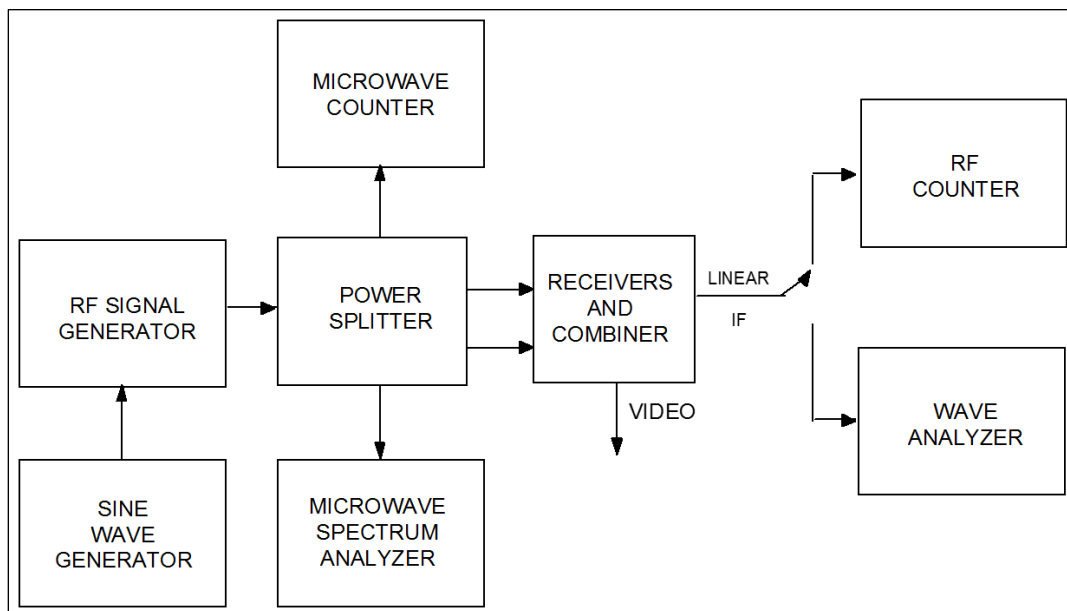 MICROWAVE
COUNTER
RF
COUNTER
RF SIGNAL
GENERATOR
POWER
SPLITTER
RECEIVERS
AND
COMBINER
LINEAR
IF
VIDEO
WAVE
ANALYZER
SINE
WAVE
GENERATOR
MICROWAVE
SPECTRUM
ANALYZER